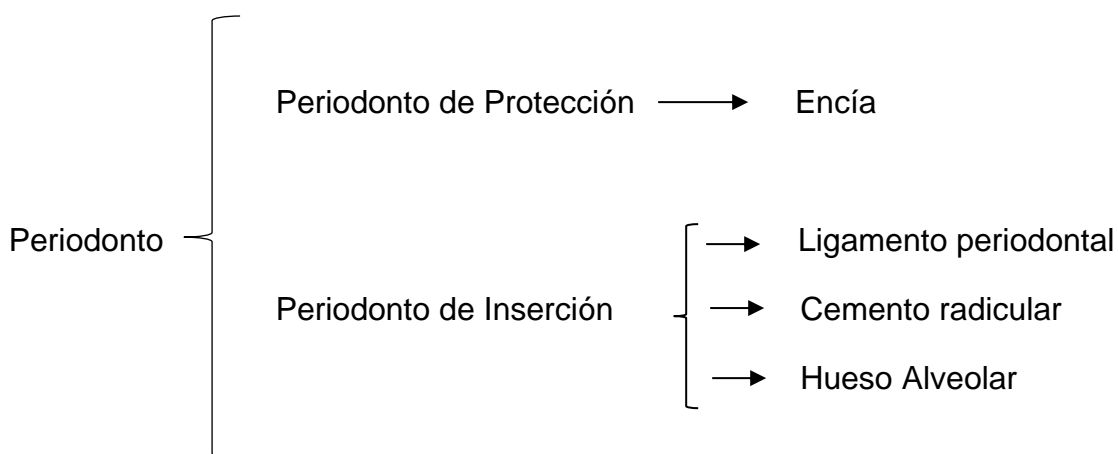 Periodonto de Protección Encía
Periodonto
Ligamento periodontal
Periodonto de Inserción Cemento radicular
Hueso Alveolar